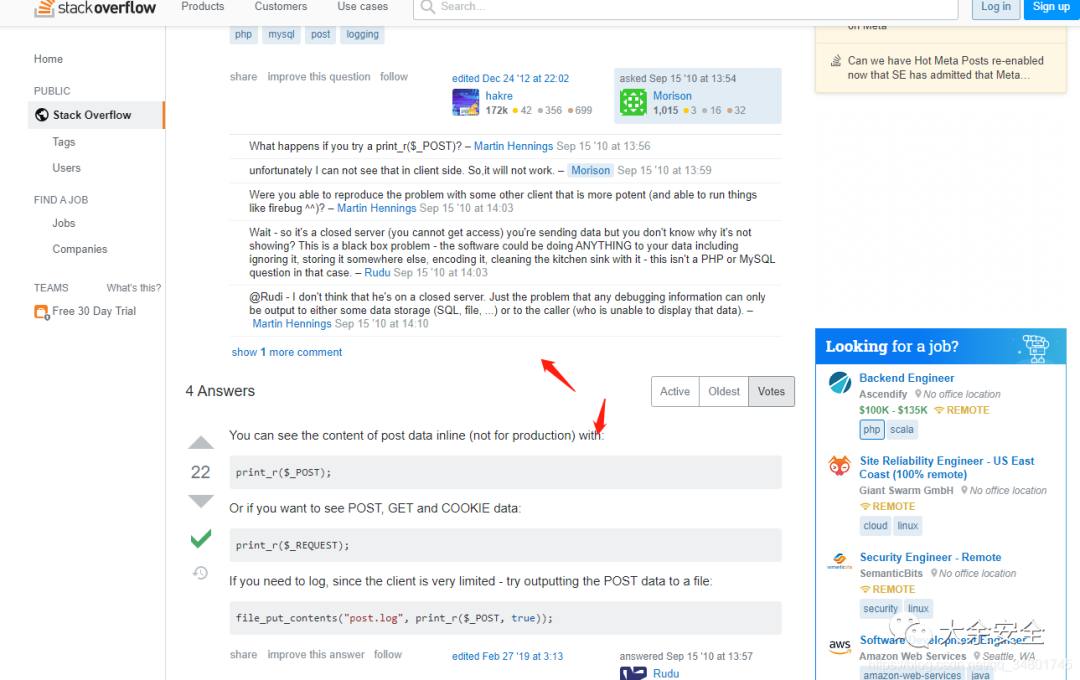 stack overflow Products Customers Use cases Search... Log in Sign up
Home
PUBLIC
Stack Overflow
Tags
Users
FIND A JOB
Jobs
Companies
TEAMS What's this?
Free 30 Day Trial
php mysql post logging
share improve this question follow
edited Dec 24 '12 at 22:02
hakre
172k 42 356 699
asked Sep 15 '10 at 13:54
Morison
1,015 3 16 32
What happens if you try a print_r($_POST)? – Martin Hennings Sep 15 '10 at 13:56
unfortunately I can not see that in client side. So,it will not work. – Morison Sep 15 '10 at 13:59
Were you able to reproduce the problem with some other client that is more potent (and able to run things
like firebug ^^)? – Martin Hennings Sep 15 '10 at 14:03
Wait - so it's a closed server (you cannot get access) you're sending data but you don't know why it's not
showing? This is a black box problem - the software could be doing ANYTHING to your data including
ignoring it, storing it somewhere else, encoding it, cleaning the kitchen sink with it - this isn't a PHP or MySQL
question in that case. – Rudu Sep 15 '10 at 14:03
@Rudi - I don't think that he's on a closed server. Just the problem that any debugging information can only
be output to either some data storage (SQL, file, ...) or to the caller (who is unable to display that data). –
Martin Hennings Sep 15 '10 at 14:10
show 1 more comment
4 Answers
Active Oldest Votes
22
You can see the content of post data inline (not for production) with:
print_r($_POST);
Or if you want to see POST, GET and COOKIE data:
print_r($_REQUEST);
If you need to log, since the client is very limited - try outputting the POST data to a file:
file_put_contents("post.log", print_r($_POST, true));
share improve this answer follow
edited Feb 27 '19 at 3:13
answered Sep 15 '10 at 13:57
Rudu
on Meta
Can we have Hot Meta Posts re-enabled
now that SE has admitted that Meta…
Looking for a job?
Backend Engineer
Ascendify No office location
$100K - $135K REMOTE
php scala
Site Reliability Engineer - US East
Coast (100% remote)
Giant Swarm GmbH No office location
REMOTE
cloud linux
Security Engineer - Remote
SemanticBits No office location
REMOTE
security linux
aws
Software Development Engineer
Amazon Web Services Seattle, WA
amazon-web-services java
大余安全